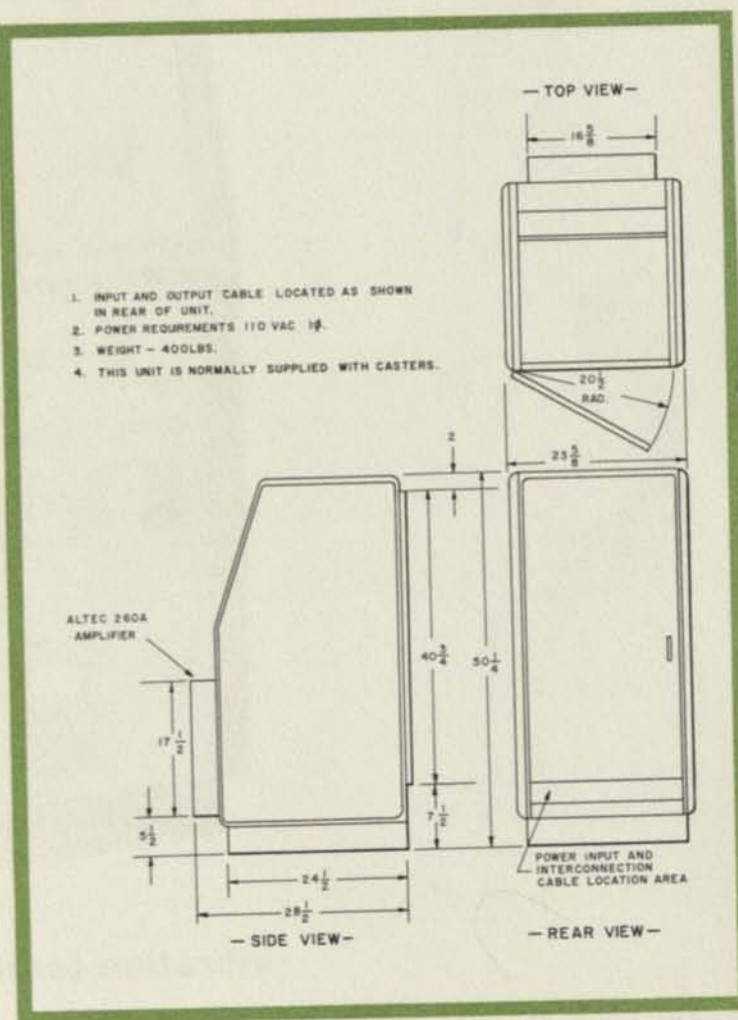 — TOP VIEW —
16 5/8
1. INPUT AND OUTPUT CABLE LOCATED AS SHOWN
IN REAR OF UNIT.
2. POWER REQUIREMENTS 110 VAC 1ϕ.
3. WEIGHT — 400LBS.
4. THIS UNIT IS NORMALLY SUPPLIED WITH CASTERS.
20 1/2
RAD.
2
23 5/8
ALTEC 260A
AMPLIFIER
40 3/4
50 1/4
17 1/2
5 1/2
7 1/2
POWER INPUT AND
INTERCONNECTION
CABLE LOCATION AREA
24 1/2
28 1/2
— SIDE VIEW —
— REAR VIEW —